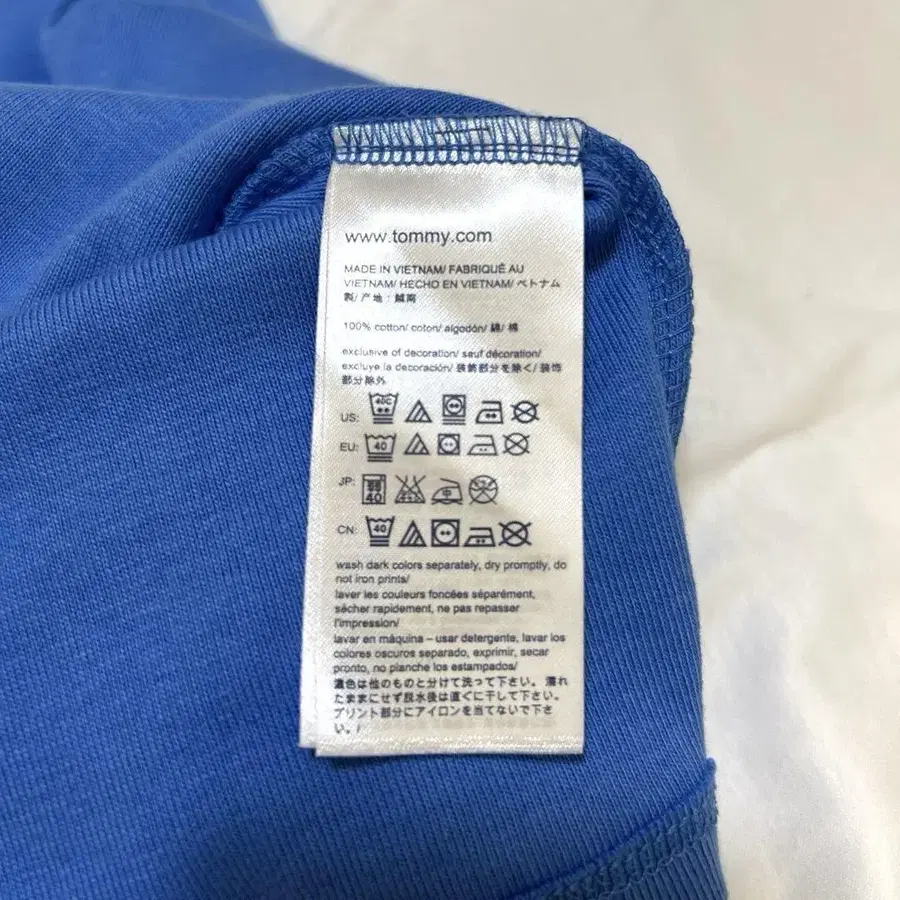 www.tommy.com
MADE IN VIETNAM/ FABRIQUÉ AU
VIETNAM/ HECHO EN VIETNAM/ ベトナム
製/ 产地：越南
100% cotton/ coton/ algodón/ 綿/ 棉
exclusive of decoration/ sauf décoration/
excluye la decoración/ 装飾部分を除く/ 装饰
部分除外
US: 40C
EU: 40
JP: 40
CN: 40
wash dark colors separately, dry promptly, do
not iron prints/
laver les couleurs foncées séparément,
sécher rapidement, ne pas repasser
l'impression/
lavar en máquina – usar detergente, lavar los
colores oscuros separado, exprimir, secar
pronto, no planche los estampados/
濃色は他のものと分けて洗って下さい。 濡れ
たままにせず脱水後は直ぐに干して下さい。
プリント部分にアイロンを当てないで下さ
い。/